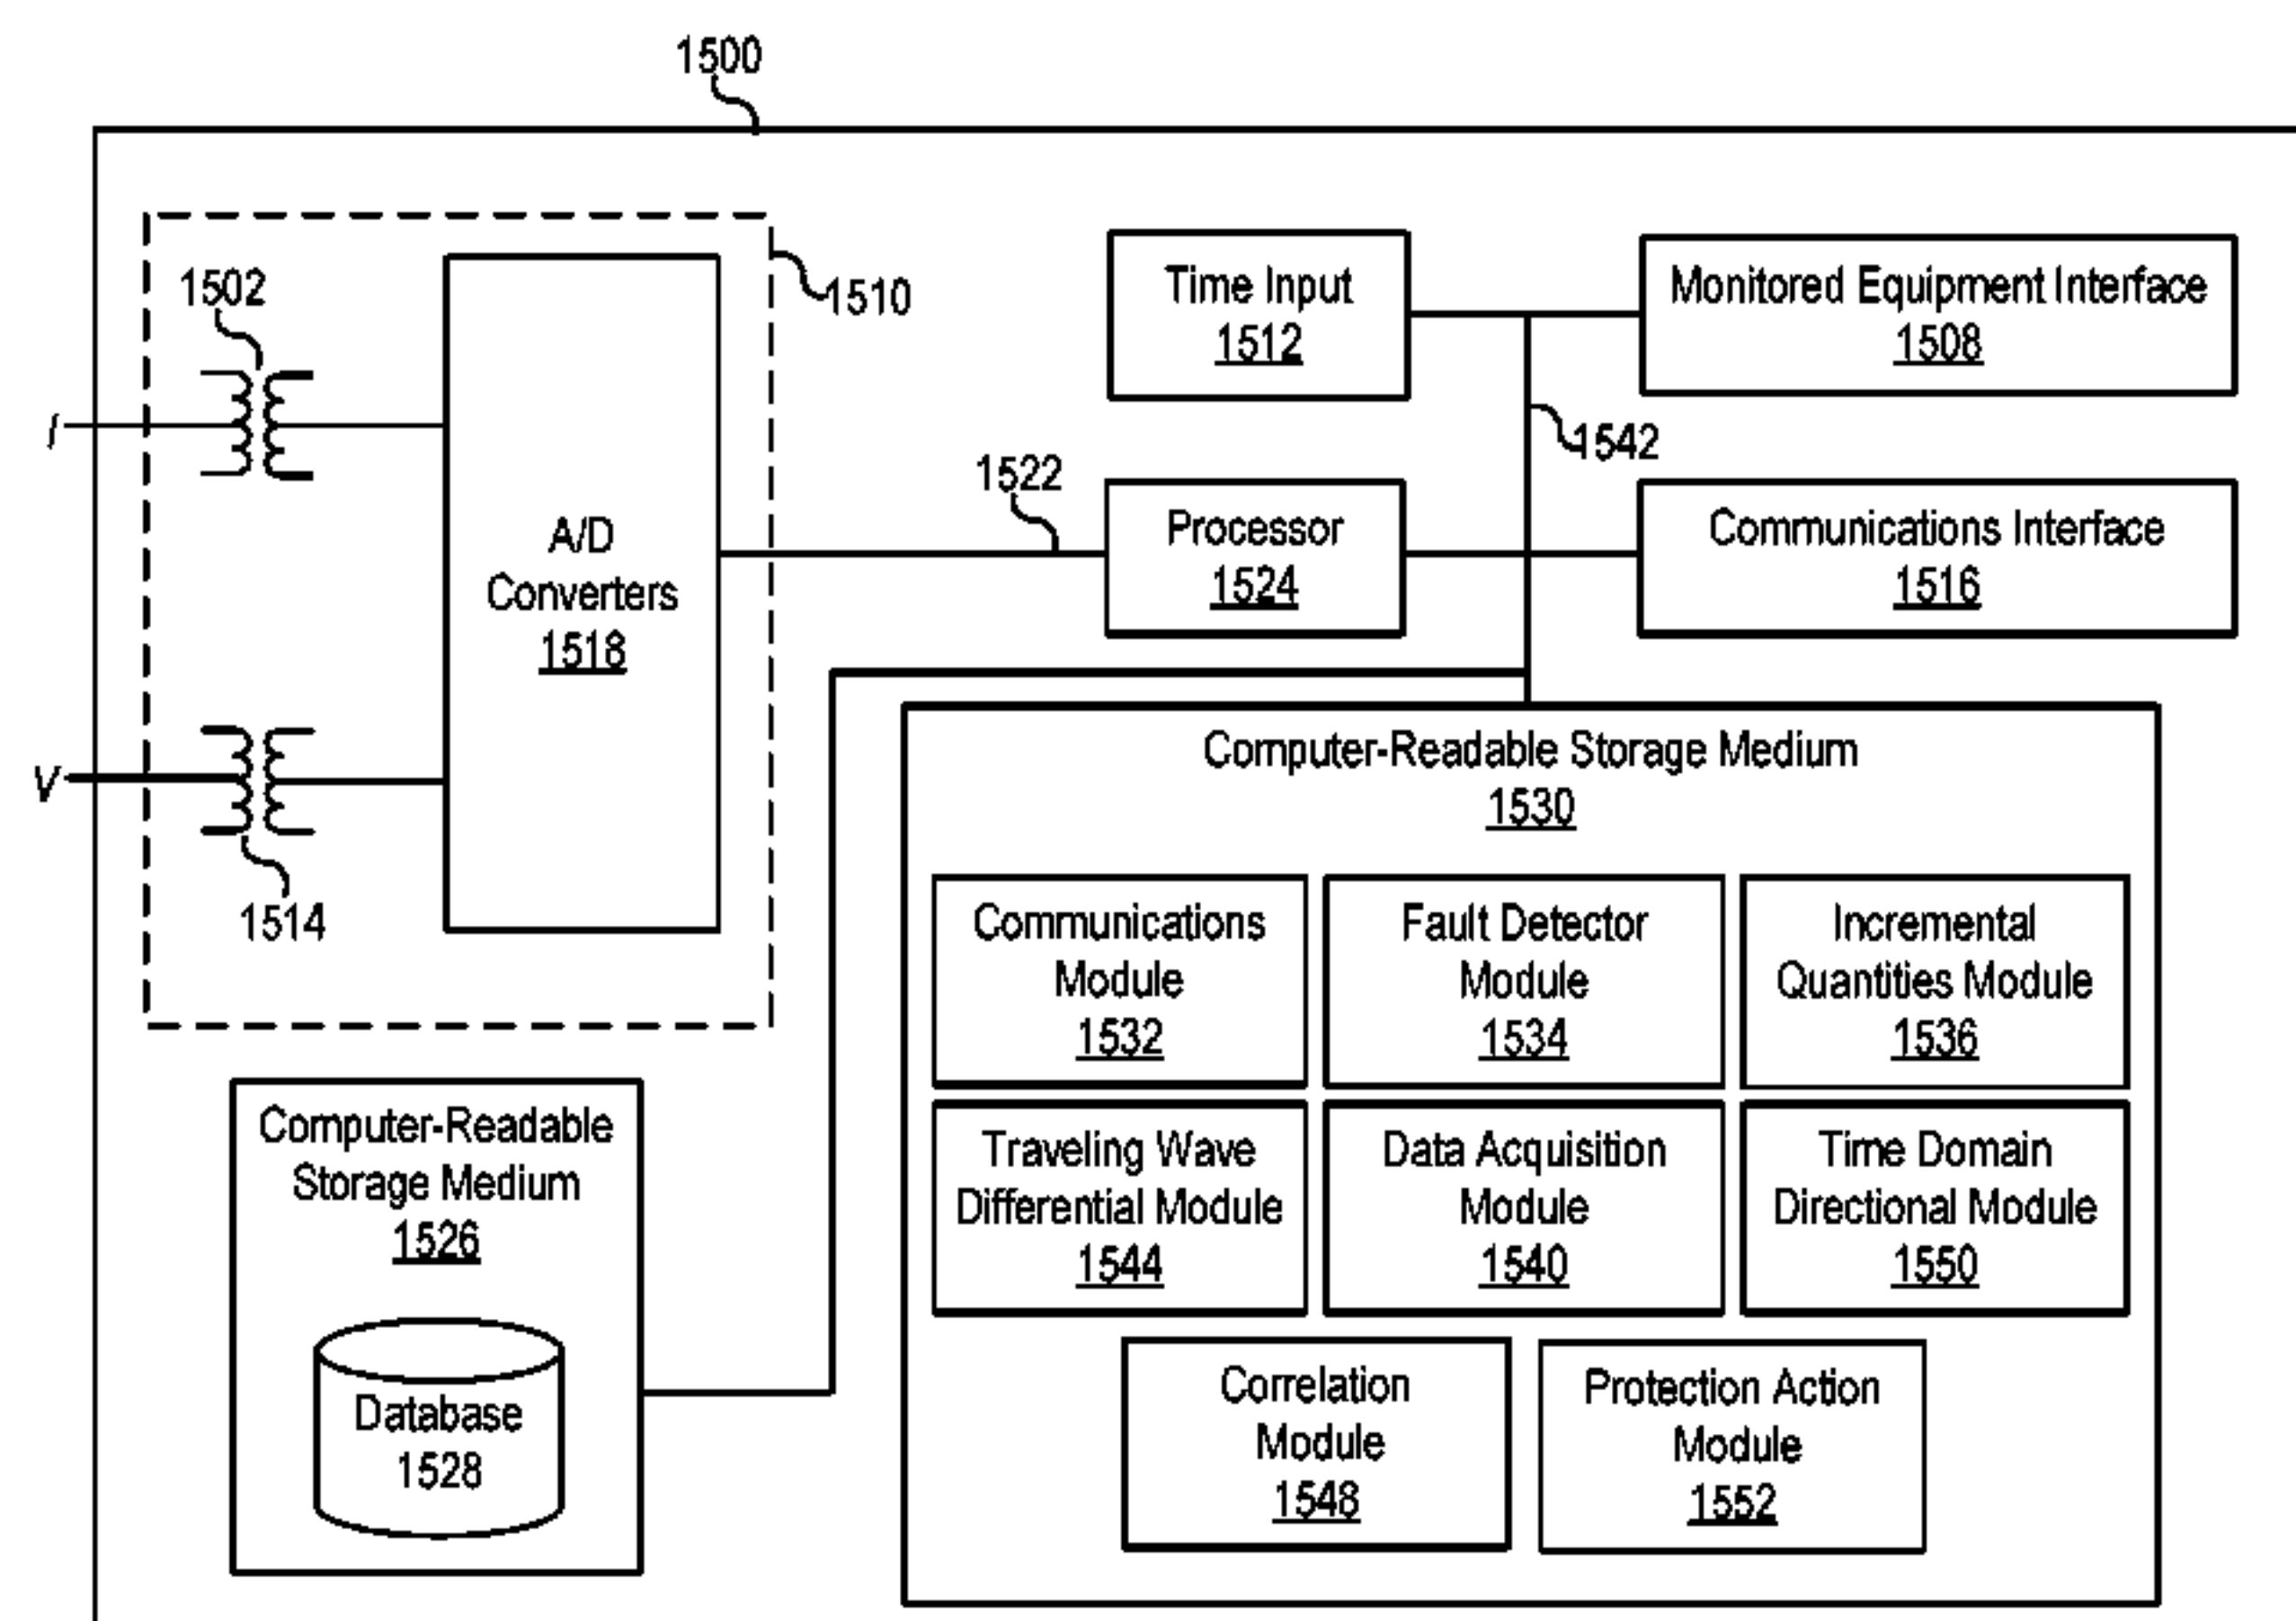 1500
1502
1510
I
V
1514
A/D
Converters
1518
1522
Time Input
1512
Monitored Equipment Interface
1508
1542
Processor
1524
Communications Interface
1516
Computer-Readable Storage Medium
1530
Communications
Module
1532
Fault Detector
Module
1534
Incremental
Quantities Module
1536
Traveling Wave
Differential Module
1544
Data Acquisition
Module
1540
Time Domain
Directional Module
1550
Correlation
Module
1548
Protection Action
Module
1552
Computer-Readable
Storage Medium
1526
Database
1528